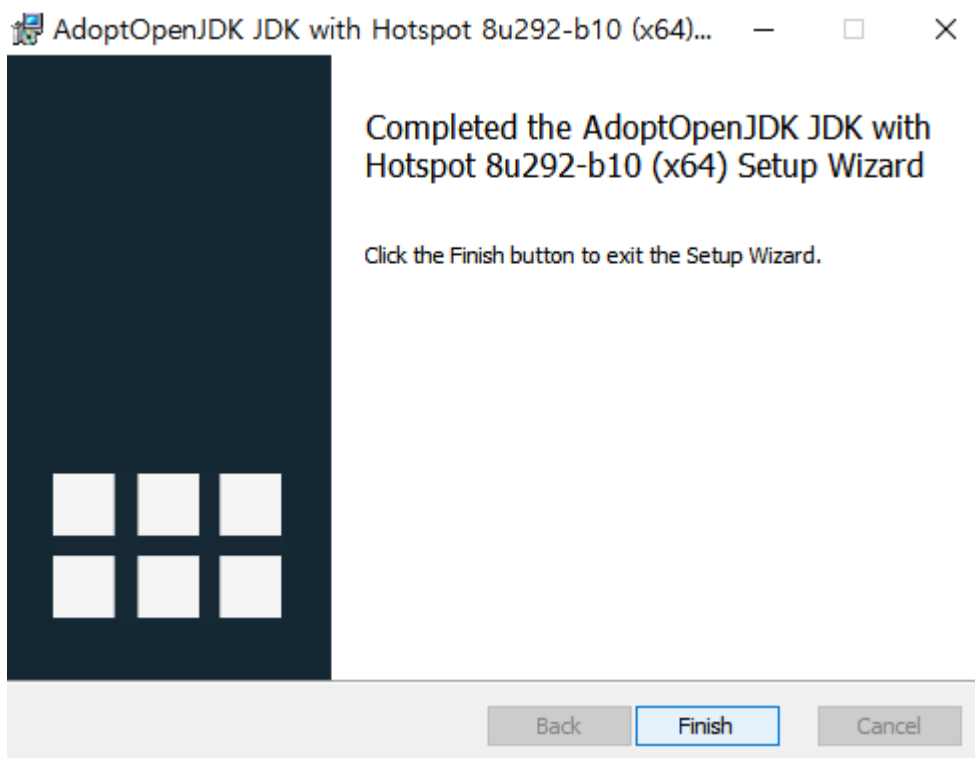 AdoptOpenJDK JDK with Hotspot 8u292-b10 (x64)...
Completed the AdoptOpenJDK JDK with
Hotspot 8u292-b10 (x64) Setup Wizard
Click the Finish button to exit the Setup Wizard.
Back
Finish
Cancel